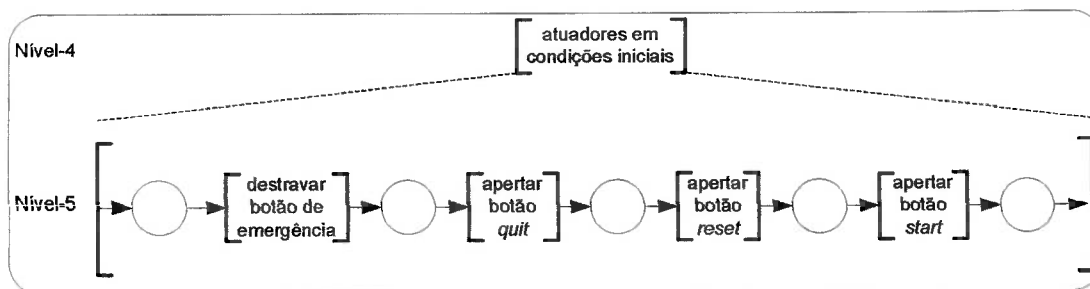 Nível-4
atuadores em
condições iniciais
Nível-5
destravar
botão de
emergência
apertar
botão
quit
apertar
botão
reset
apertar
botão
start